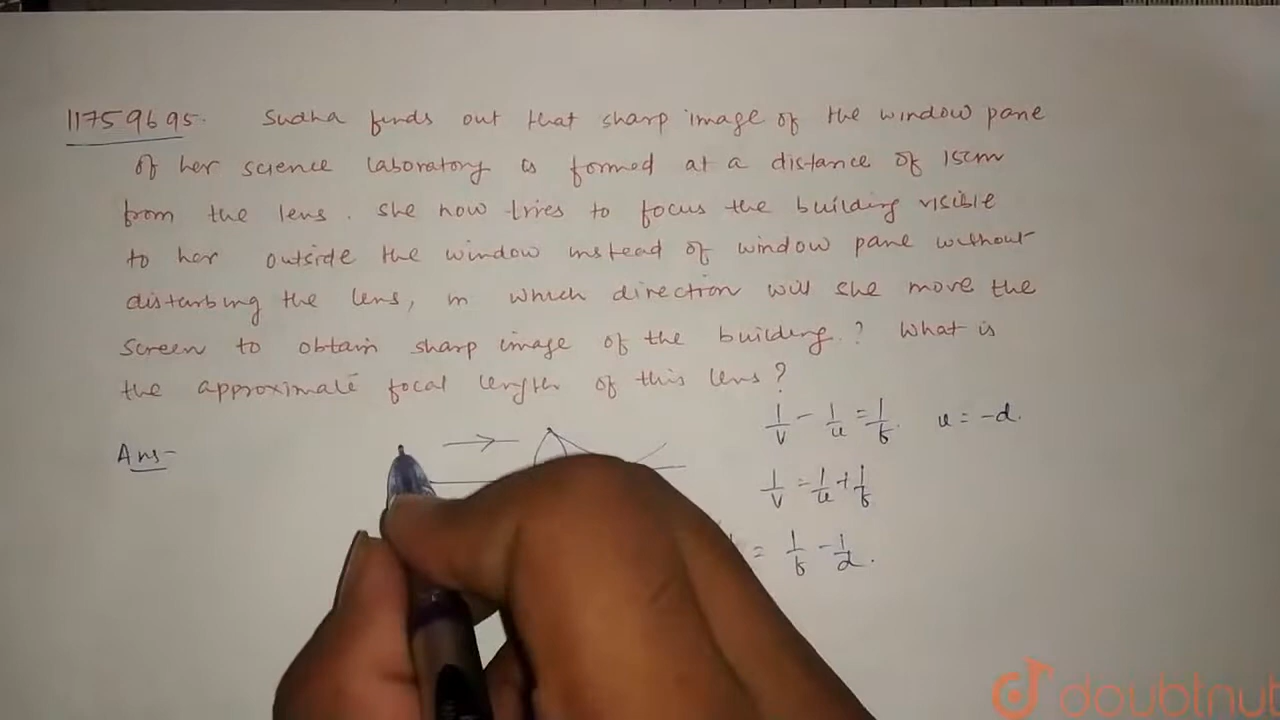 11759695. Sudha finds out that sharp image of the window pane
of her science laboratory is formed at a distance of 15cm
from the lens. She now tries to focus the building visible
to her outside the window instead of window pane without
disturbing the lens, in which direction will she move the
screen to obtain sharp image of the building.? What is
the approximate focal length of this lens?
Ans-
1/v - 1/u = 1/f. u = -d.
1/v = 1/u + 1/f
= 1/f - 1/d.
doubtnut